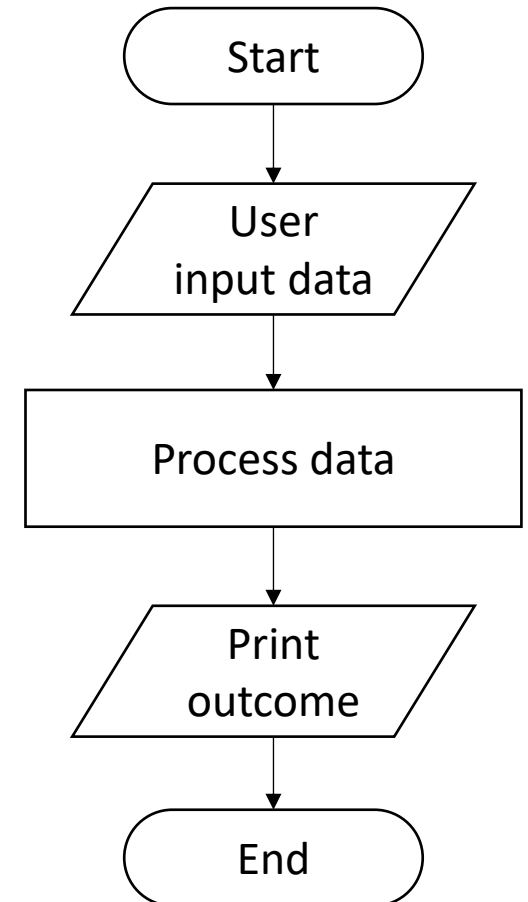 Start
User
input data
Process data
Print
outcome
End